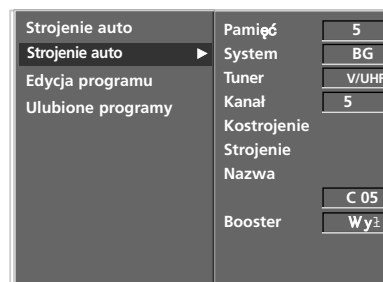 Strojenie auto
Strojenie auto
Edycja programu
Ulubione programy
Pamięć 5
System BG
Tuner V/UHF
Kanał 5
Kostrojenie
Strojenie
Nazwa
C 05
Booster Wył